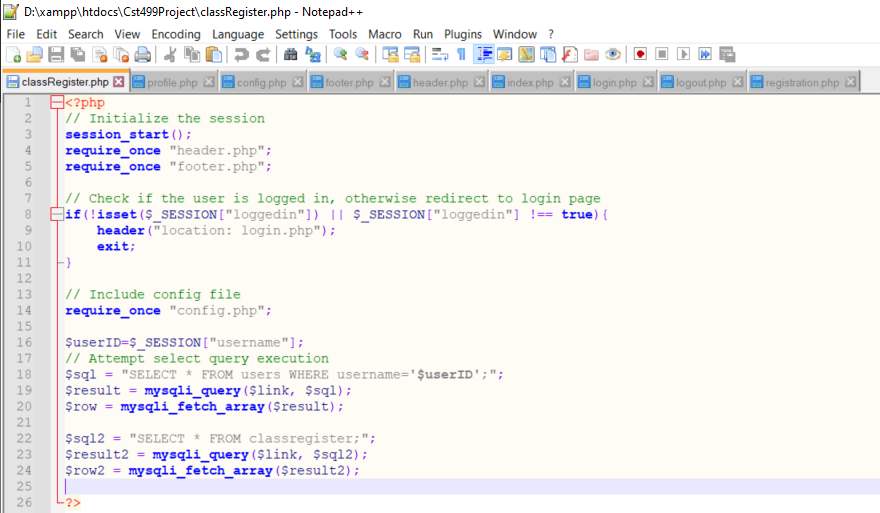 D:\xampp\htdocs\Cst499Project\classRegister.php - Notepad++
File Edit Search View Encoding Language Settings Tools Macro Run Plugins Window ?
classRegister.php profile.php config.php footer.php header.php index.php login.php logout.php registration.php
1 <?php
2 // Initialize the session
3 session_start();
4 require_once "header.php";
5 require_once "footer.php";
6
7 // Check if the user is logged in, otherwise redirect to login page
8 if(!isset($_SESSION["loggedin"]) || $_SESSION["loggedin"] !== true){
9 header("location: login.php");
10 exit;
11 }
12
13 // Include config file
14 require_once "config.php";
15
16 $userID=$_SESSION["username"];
17 // Attempt select query execution
18 $sql = "SELECT * FROM users WHERE username='$userID';";
19 $result = mysqli_query($link, $sql);
20 $row = mysqli_fetch_array($result);
21
22 $sql2 = "SELECT * FROM classregister;";
23 $result2 = mysqli_query($link, $sql2);
24 $row2 = mysqli_fetch_array($result2);
25
26 ?>